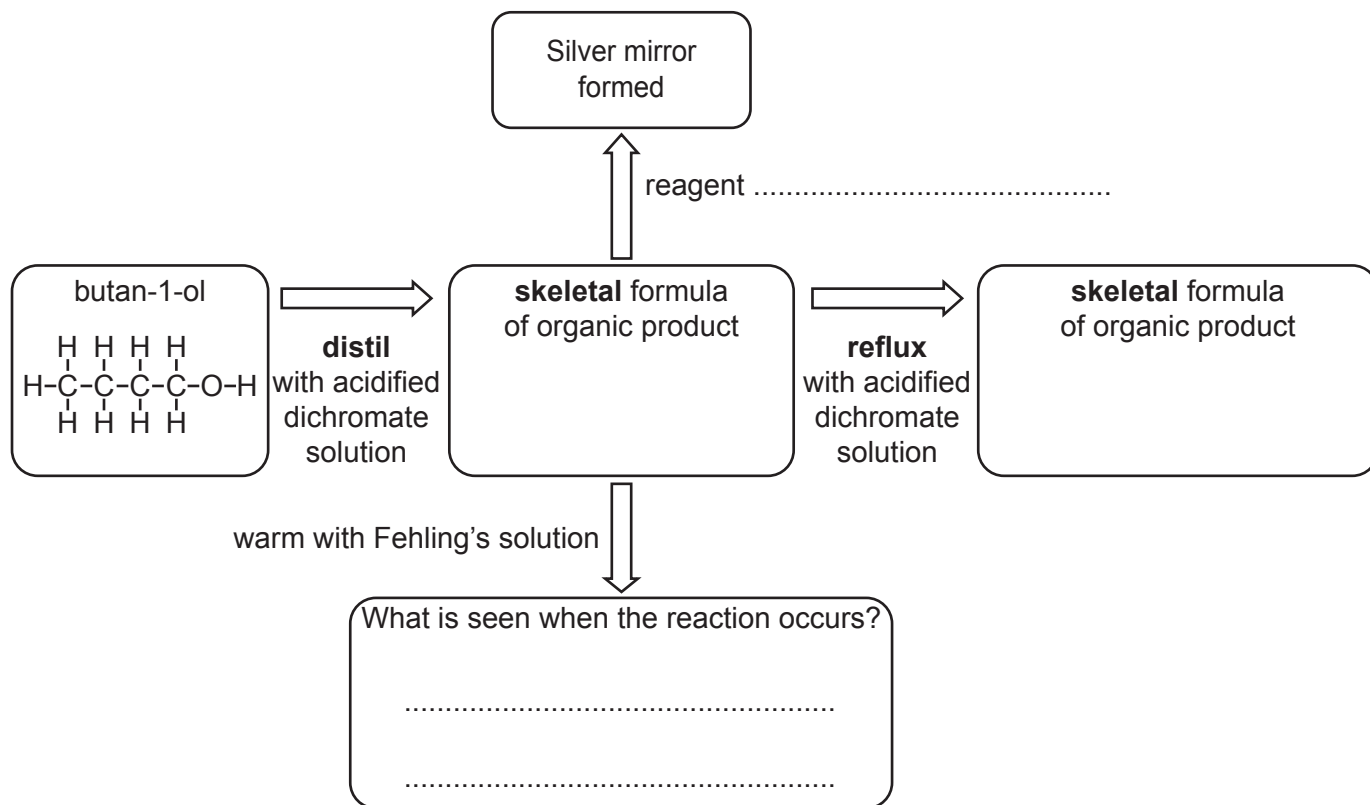 Silver mirror
formed
reagent ............................................
butan-1-ol
H H H H
H–C–C–C–C–O–H
H H H H
distil
with acidified
dichromate
solution
skeletal formula
of organic product
reflux
with acidified
dichromate
solution
skeletal formula
of organic product
warm with Fehling's solution
What is seen when the reaction occurs?
.....................................................
.....................................................